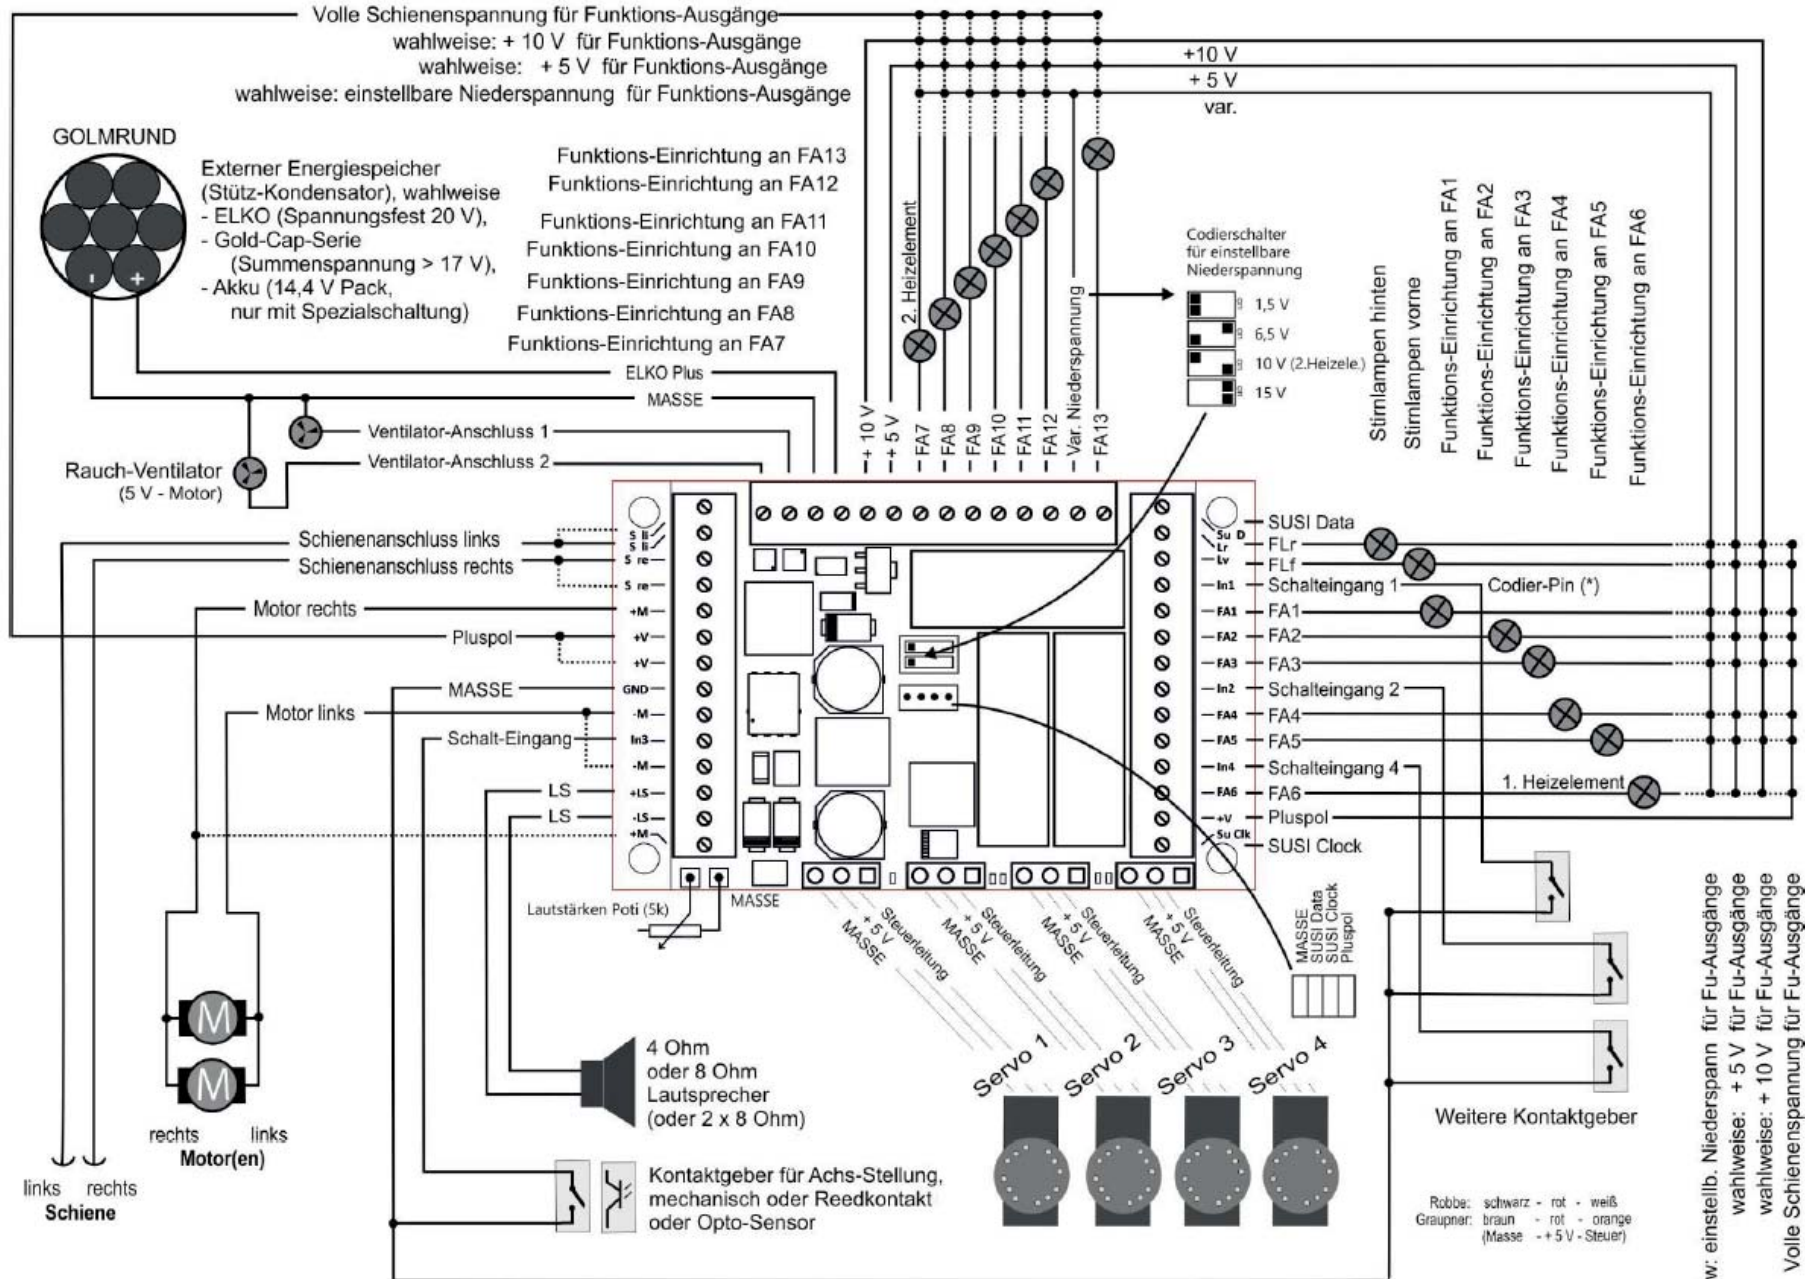 Volle Schienenspannung für Funktions-Ausgänge
wahlweise: + 10 V für Funktions-Ausgänge
wahlweise: + 5 V für Funktions-Ausgänge
wahlweise: einstellbare Niederspannung für Funktions-Ausgänge
+10 V
+ 5 V
var.
GOLMRUND
- +
Externer Energiespeicher
(Stütz-Kondensator), wahlweise
- ELKO (Spannungsfest 20 V),
- Gold-Cap-Serie
(Summenspannung > 17 V),
- Akku (14,4 V Pack,
nur mit Spezialschaltung)
Funktions-Einrichtung an FA13
Funktions-Einrichtung an FA12
Funktions-Einrichtung an FA11
Funktions-Einrichtung an FA10
Funktions-Einrichtung an FA9
Funktions-Einrichtung an FA8
Funktions-Einrichtung an FA7
2. Heizelement
Codierschalter
für einstellbare
Niederspannung
1,5 V
6,5 V
10 V (2.Heizele.)
15 V
Stirnlampen hinten
Stirnlampen vorne
Funktions-Einrichtung an FA1
Funktions-Einrichtung an FA2
Funktions-Einrichtung an FA3
Funktions-Einrichtung an FA4
Funktions-Einrichtung an FA5
Funktions-Einrichtung an FA6
ELKO Plus
MASSE
Ventilator-Anschluss 1
Ventilator-Anschluss 2
Rauch-Ventilator
(5 V - Motor)
+ 10 V
+ 5 V
FA7
FA8
FA9
FA10
FA11
FA12
Var. Niederspannung
FA13
Schienenanschluss links
Schienenanschluss rechts
Motor rechts
Pluspol
MASSE
Motor links
Schalt-Eingang
LS
LS
S li
S li
S re
S re
+M
+V
+V
GND
-M
In3
-M
+LS
-LS
+M
Su D
Lr
Lv
In1
FA1
FA2
FA3
In2
FA4
FA5
In4
FA6
+V
Su Clk
SUSI Data
FLr
FLf
Schalteingang 1
Codier-Pin (*)
FA1
FA2
FA3
Schalteingang 2
FA4
FA5
Schalteingang 4
FA6
1. Heizelement
Pluspol
SUSI Clock
Lautstärken Poti (5k)
MASSE
Steuerleitung
+ 5 V
MASSE
Steuerleitung
+ 5 V
MASSE
Steuerleitung
+ 5 V
MASSE
Steuerleitung
+ 5 V
MASSE
MASSE
SUSI Data
SUSI Clock
Pluspol
Servo 1
Servo 2
Servo 3
Servo 4
M
M
rechts links
Motor(en)
links rechts
Schiene
4 Ohm
oder 8 Ohm
Lautsprecher
(oder 2 x 8 Ohm)
Kontaktgeber für Achs-Stellung,
mechanisch oder Reedkontakt
oder Opto-Sensor
Weitere Kontaktgeber
Robbe: schwarz - rot - weiß
Graupner: braun - rot - orange
(Masse - + 5 V - Steuer)
w: einstellb. Niederspann für Fu-Ausgänge
wahlweise: + 5 V für Fu-Ausgänge
wahlweise: + 10 V für Fu-Ausgänge
Volle Schienenspannung für Fu-Ausgänge